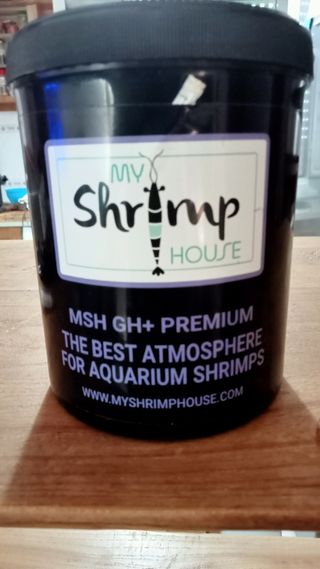 MY
Shrimp
HOUSE
MSH GH+ PREMIUM
THE BEST ATMOSPHERE
FOR AQUARIUM SHRIMPS
WWW.MYSHRIMPHOUSE.COM